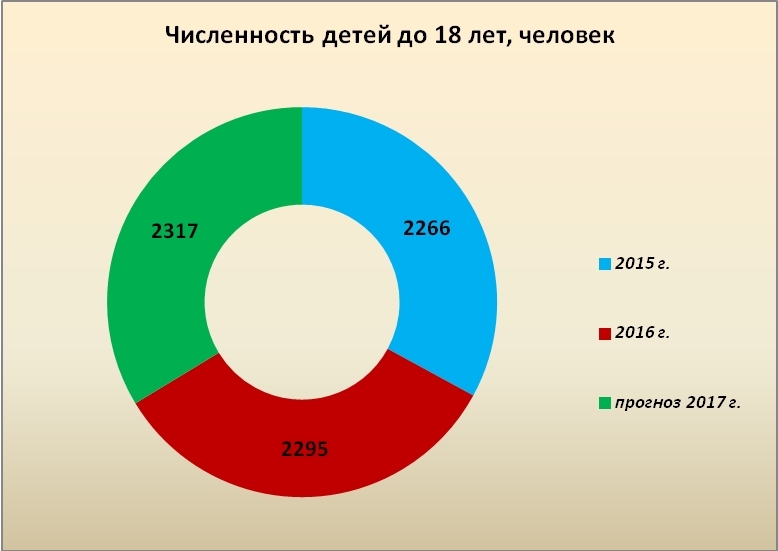 Численность детей до 18 лет, человек
2317
2266
2295
2015 г.
2016 г.
прогноз 2017 г.